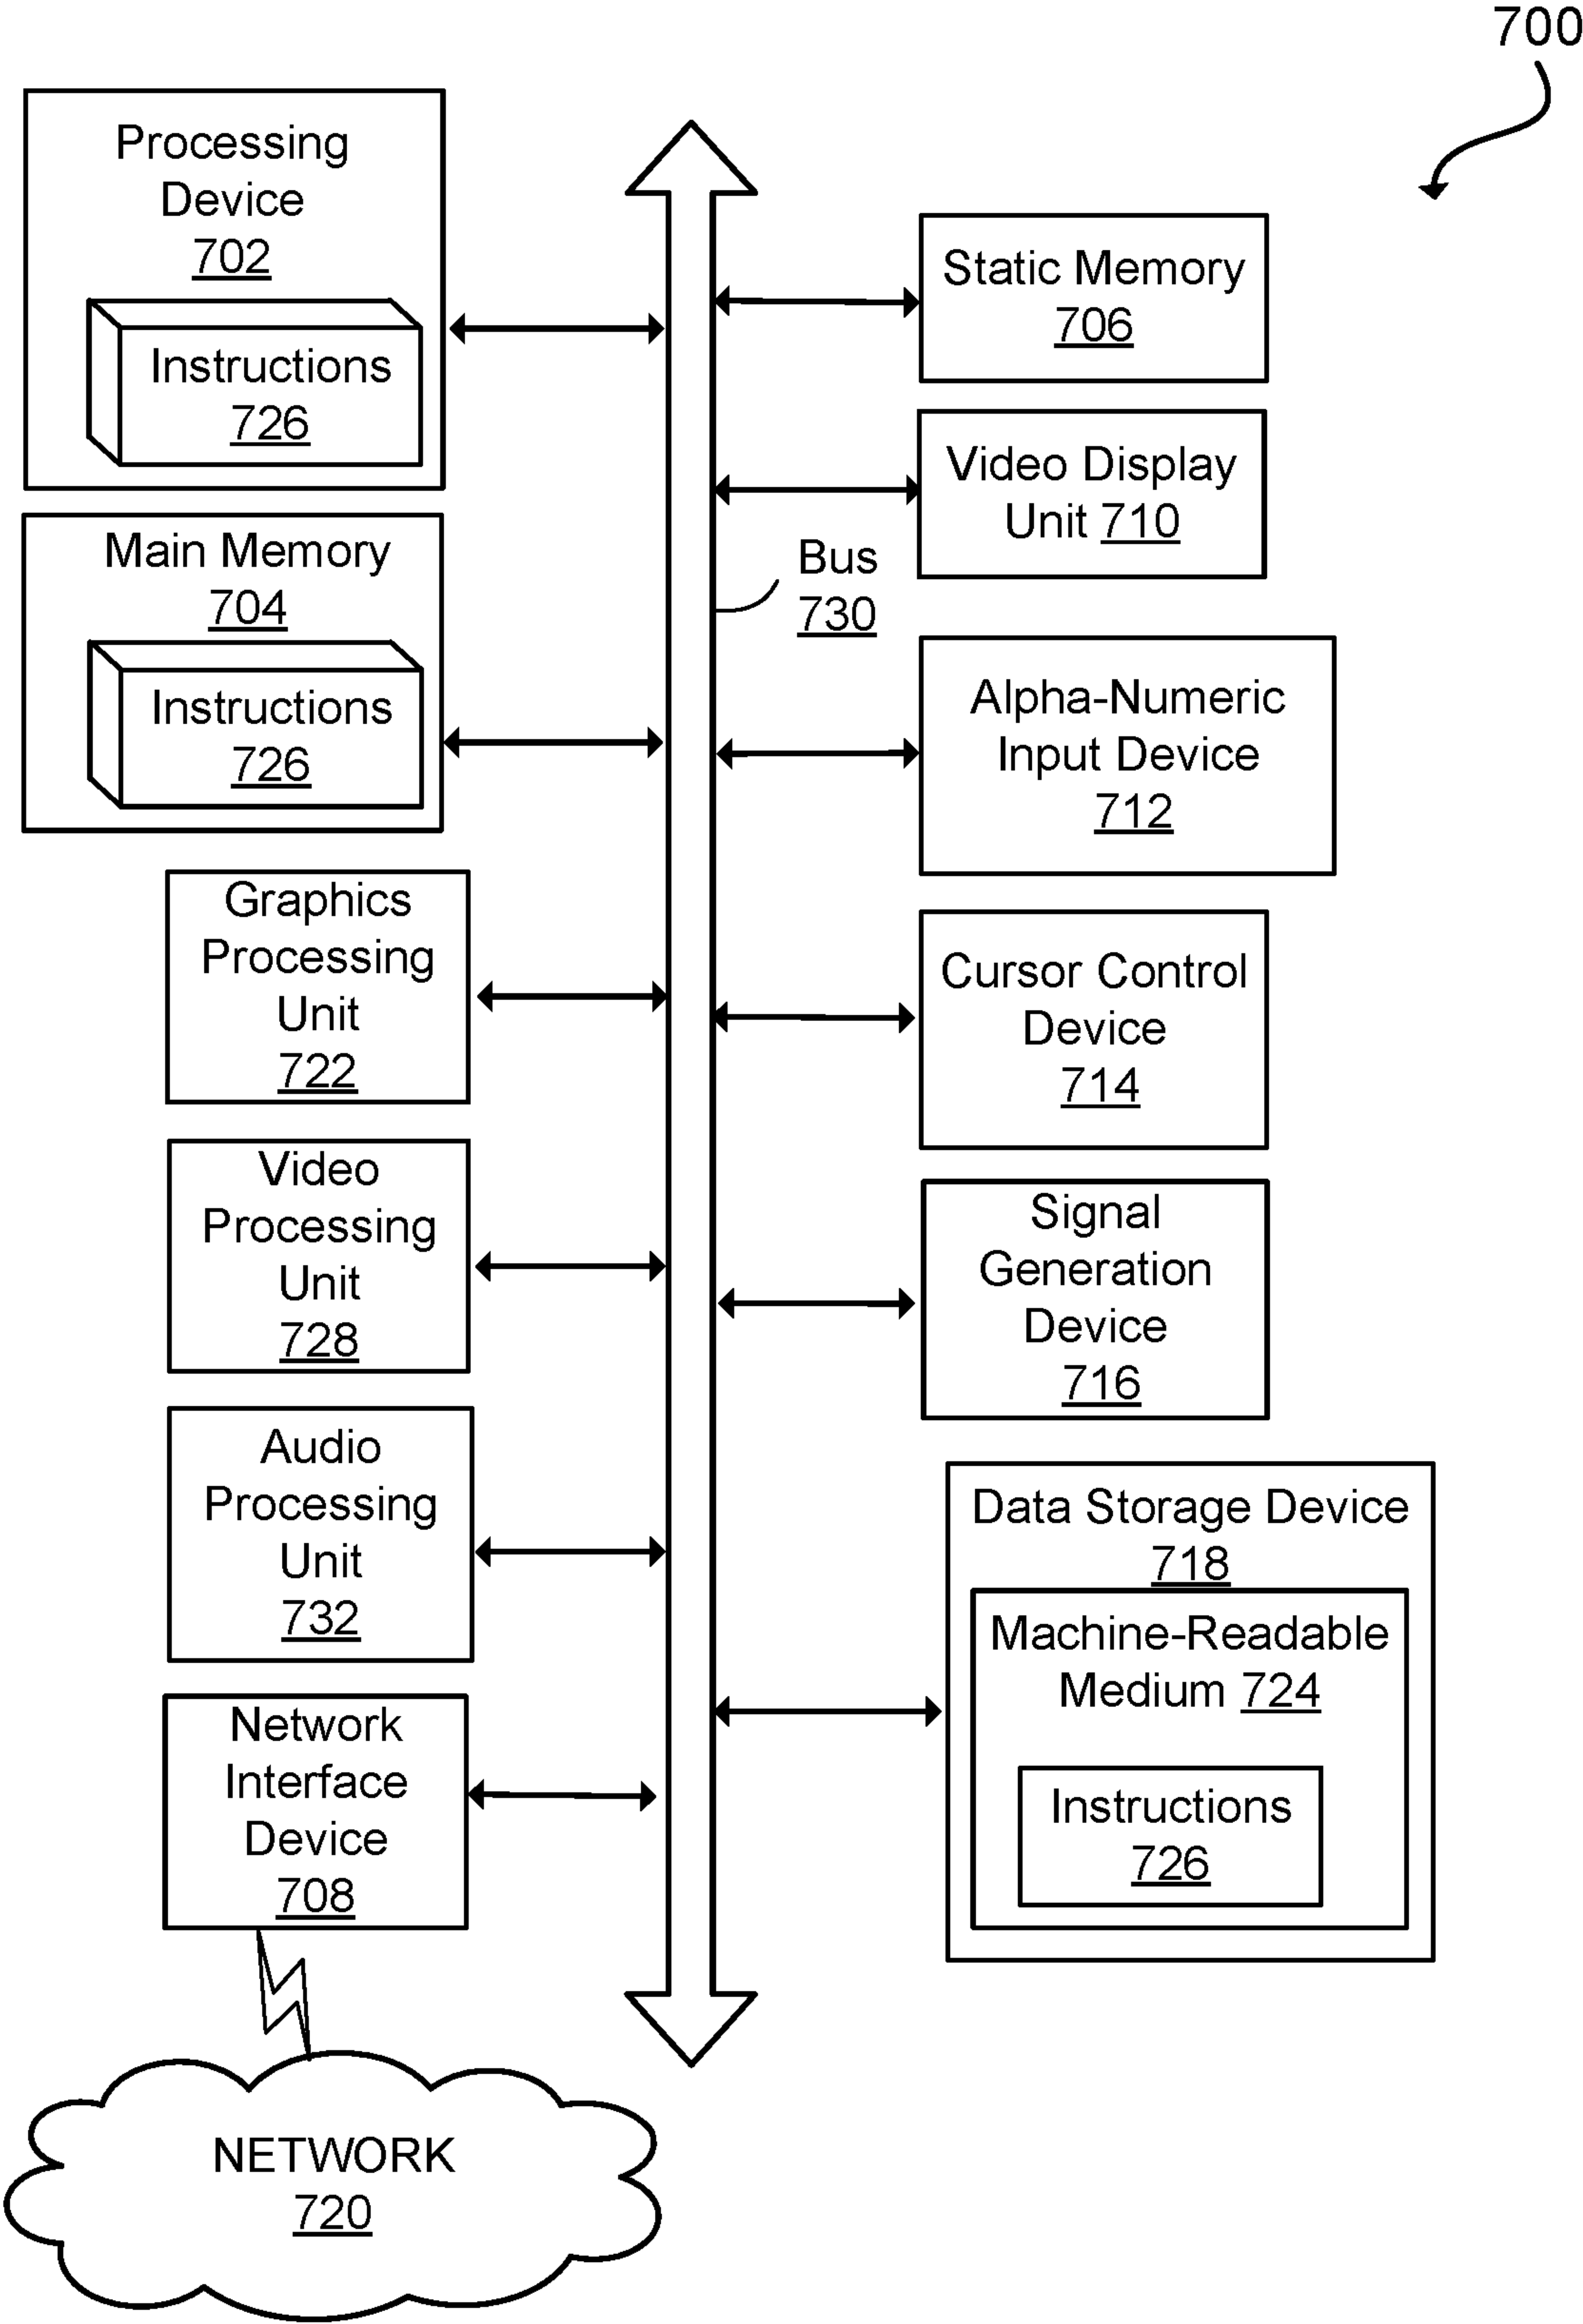 700
Processing
Device
702
Instructions
726
Main Memory
704
Instructions
726
Graphics
Processing
Unit
722
Video
Processing
Unit
728
Audio
Processing
Unit
732
Network
Interface
Device
708
NETWORK
720
Bus
730
Static Memory
706
Video Display
Unit 710
Alpha-Numeric
Input Device
712
Cursor Control
Device
714
Signal
Generation
Device
716
Data Storage Device
718
Machine-Readable
Medium 724
Instructions
726